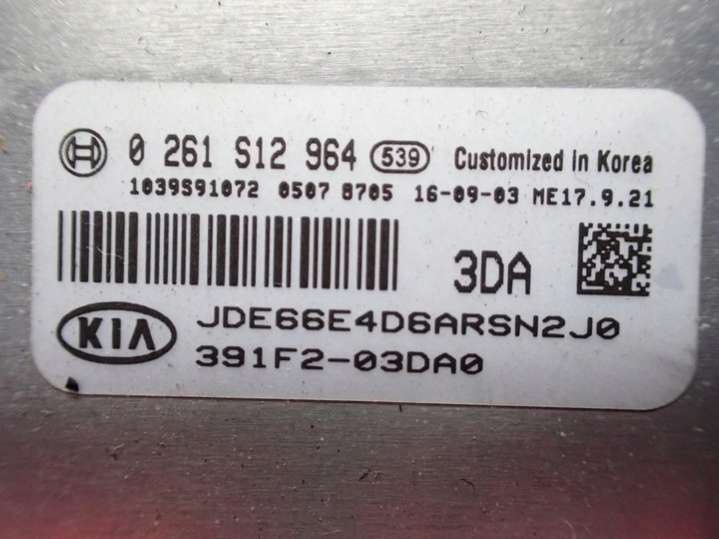 0 261 S12 964 539 Customized in Korea
1039S91072 0507 8705 16-09-03 ME17.9.21
3DA
KIA JDE66E4D6ARSN2J0
391F2-03DA0